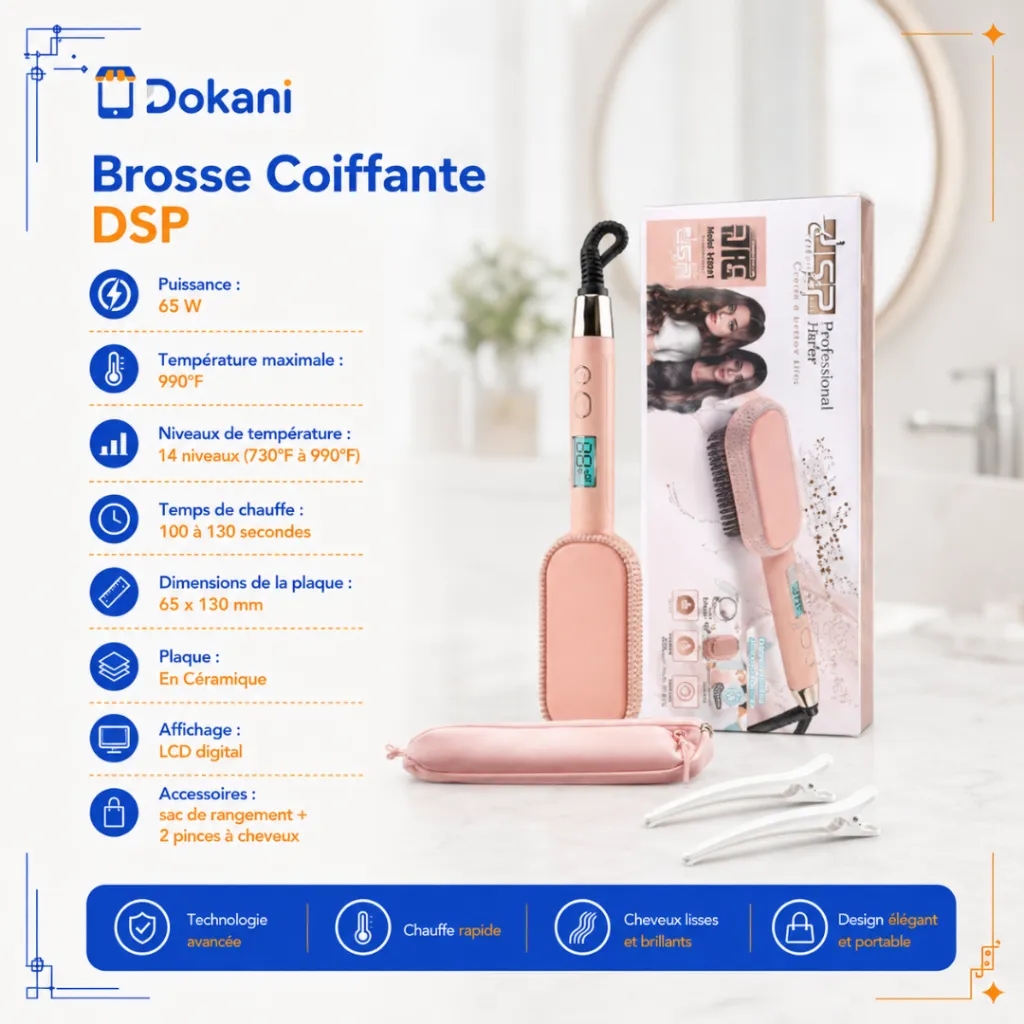 Dokani
Brosse Coiffante
DSP
Puissance :
65 W
Température maximale :
990°F
Niveaux de température :
14 niveaux (730°F à 990°F)
Temps de chauffe :
100 à 130 secondes
Dimensions de la plaque :
65 x 130 mm
Plaque :
En Céramique
Affichage :
LCD digital
Accessoires :
sac de rangement +
2 pinces à cheveux
dsp
Professional
Technologie
avancée
Chauffe rapide
Cheveux lisses
et brillants
Design élégant
et portable